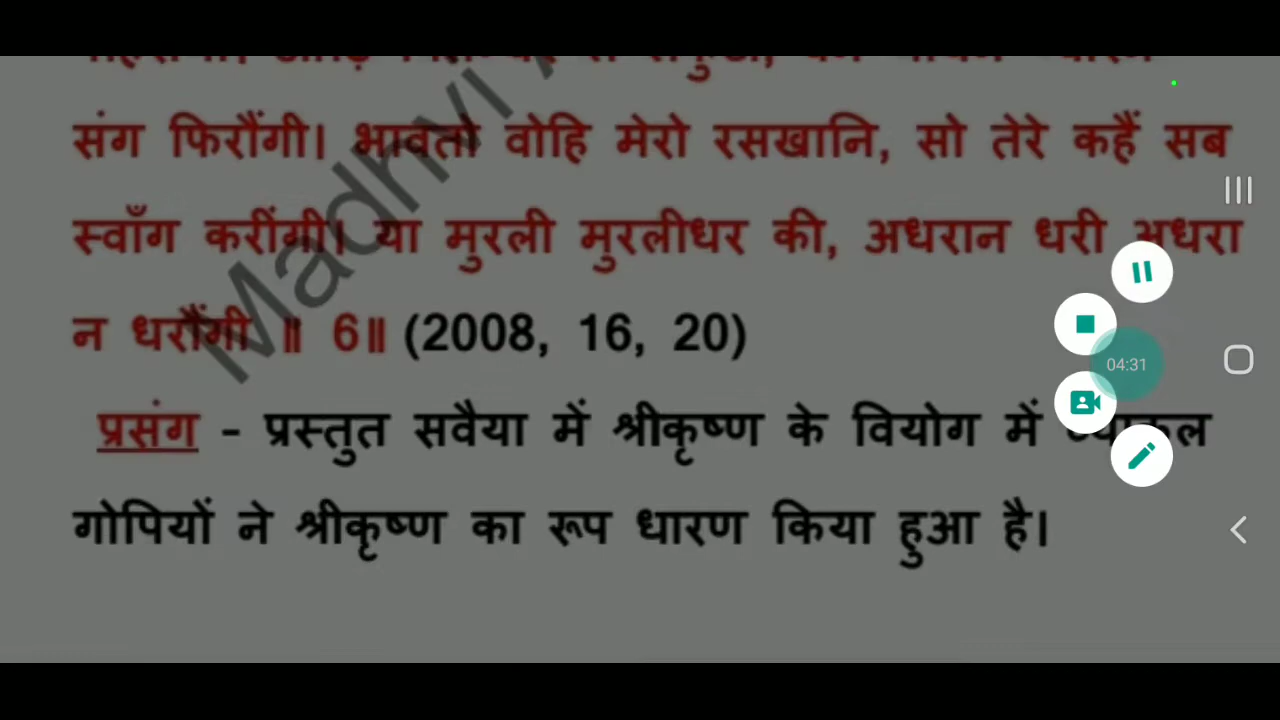 संग फिरौंगी। भावतो वोहि मेरो रसखानि, सो तेरे कहैं सब
स्वाँग करींगी। या मुरली मुरलीधर की, अधरान धरी अधरा
न धरौंगी ॥ 6॥ (2008, 16, 20)
प्रसंग - प्रस्तुत सवैया में श्रीकृष्ण के वियोग में
गोपियों ने श्रीकृष्ण का रूप धारण किया हुआ है।
Madhvi
04:31